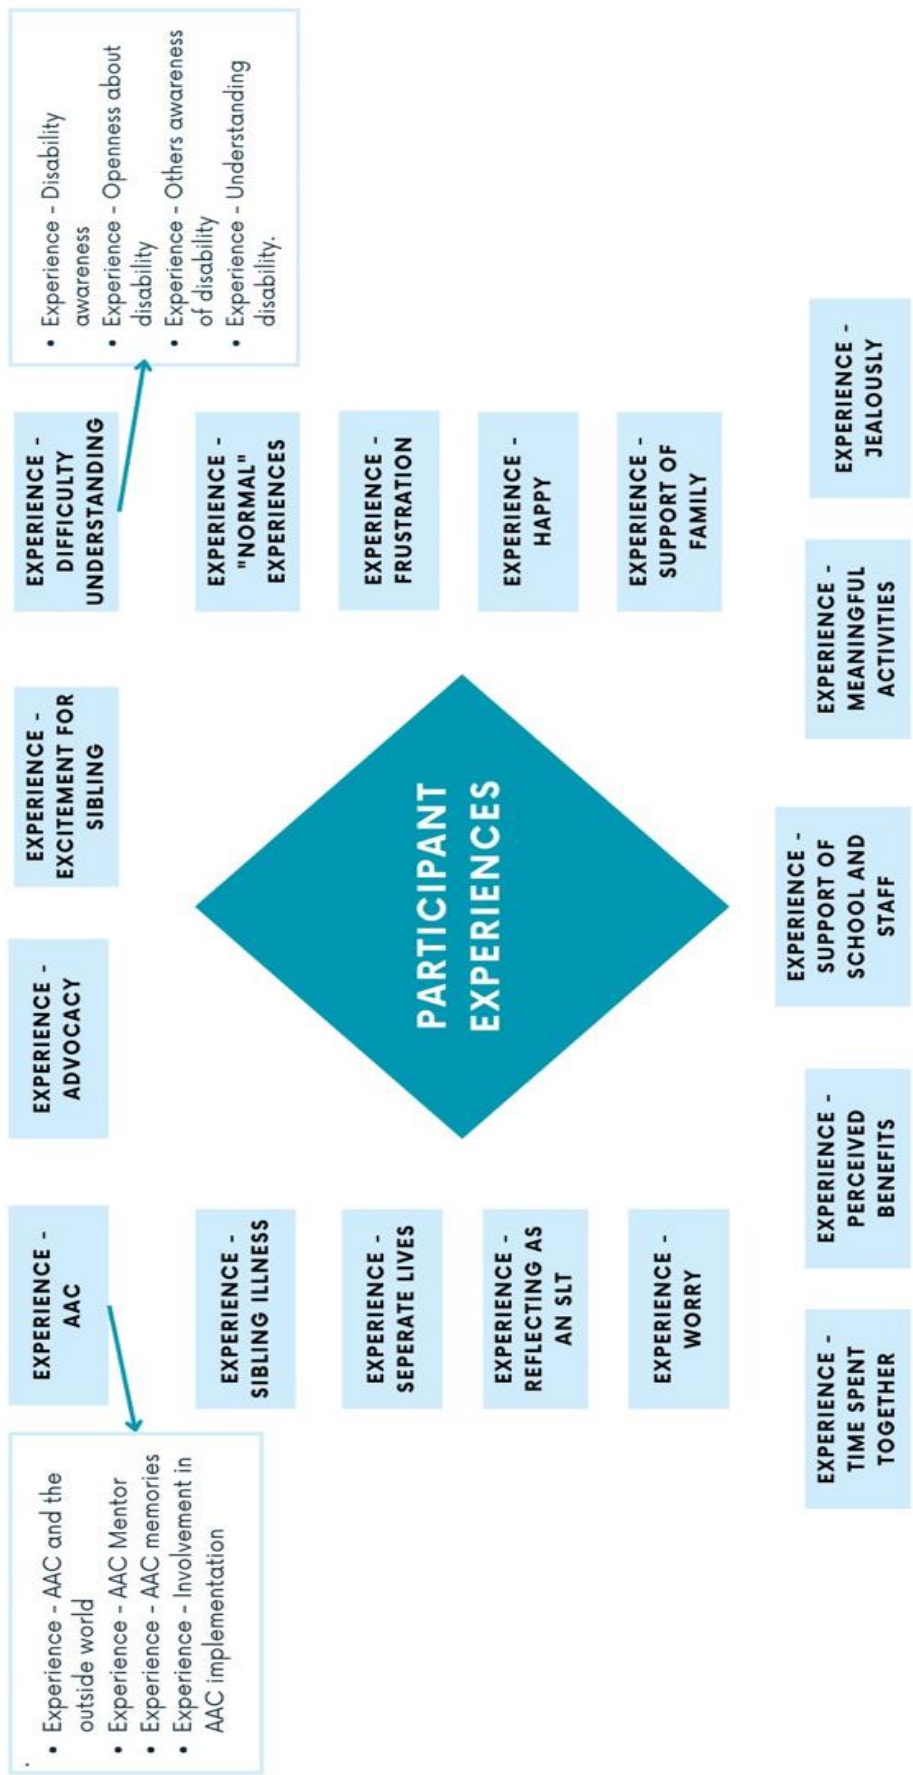 .
• Experience - AAC and the
outside world
• Experience - AAC Mentor
• Experience - AAC memories
• Experience - Involvement in
AAC implementation
EXPERIENCE -
AAC
EXPERIENCE -
ADVOCACY
EXPERIENCE -
EXCITEMENT FOR
SIBLING
EXPERIENCE -
DIFFICULTY
UNDERSTANDING
• Experience - Disability
awareness
• Experience - Openness about
disability
• Experience - Others awareness
of disability
• Experience - Understanding
disability.
EXPERIENCE -
SIBLING ILLNESS
EXPERIENCE -
SEPERATE LIVES
EXPERIENCE -
REFLECTING AS
AN SLT
EXPERIENCE -
WORRY
PARTICIPANT
EXPERIENCES
EXPERIENCE -
"NORMAL"
EXPERIENCES
EXPERIENCE -
FRUSTRATION
EXPERIENCE -
HAPPY
EXPERIENCE -
SUPPORT OF
FAMILY
EXPERIENCE -
TIME SPENT
TOGETHER
EXPERIENCE -
PERCEIVED
BENEFITS
EXPERIENCE -
SUPPORT OF
SCHOOL AND
STAFF
EXPERIENCE -
MEANINGFUL
ACTIVITIES
EXPERIENCE -
JEALOUSLY